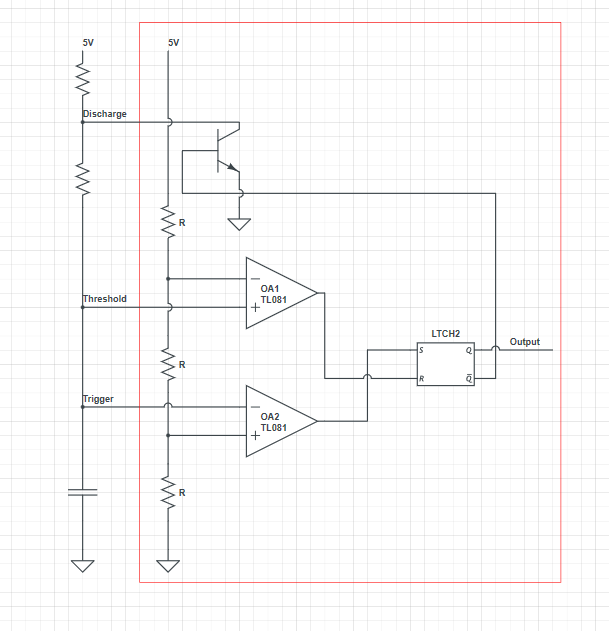 5V
5V
Discharge
R
OA1
TL081
Threshold
LTCH2
S
Q
Output
R
R
Q̅
Trigger
OA2
TL081
R